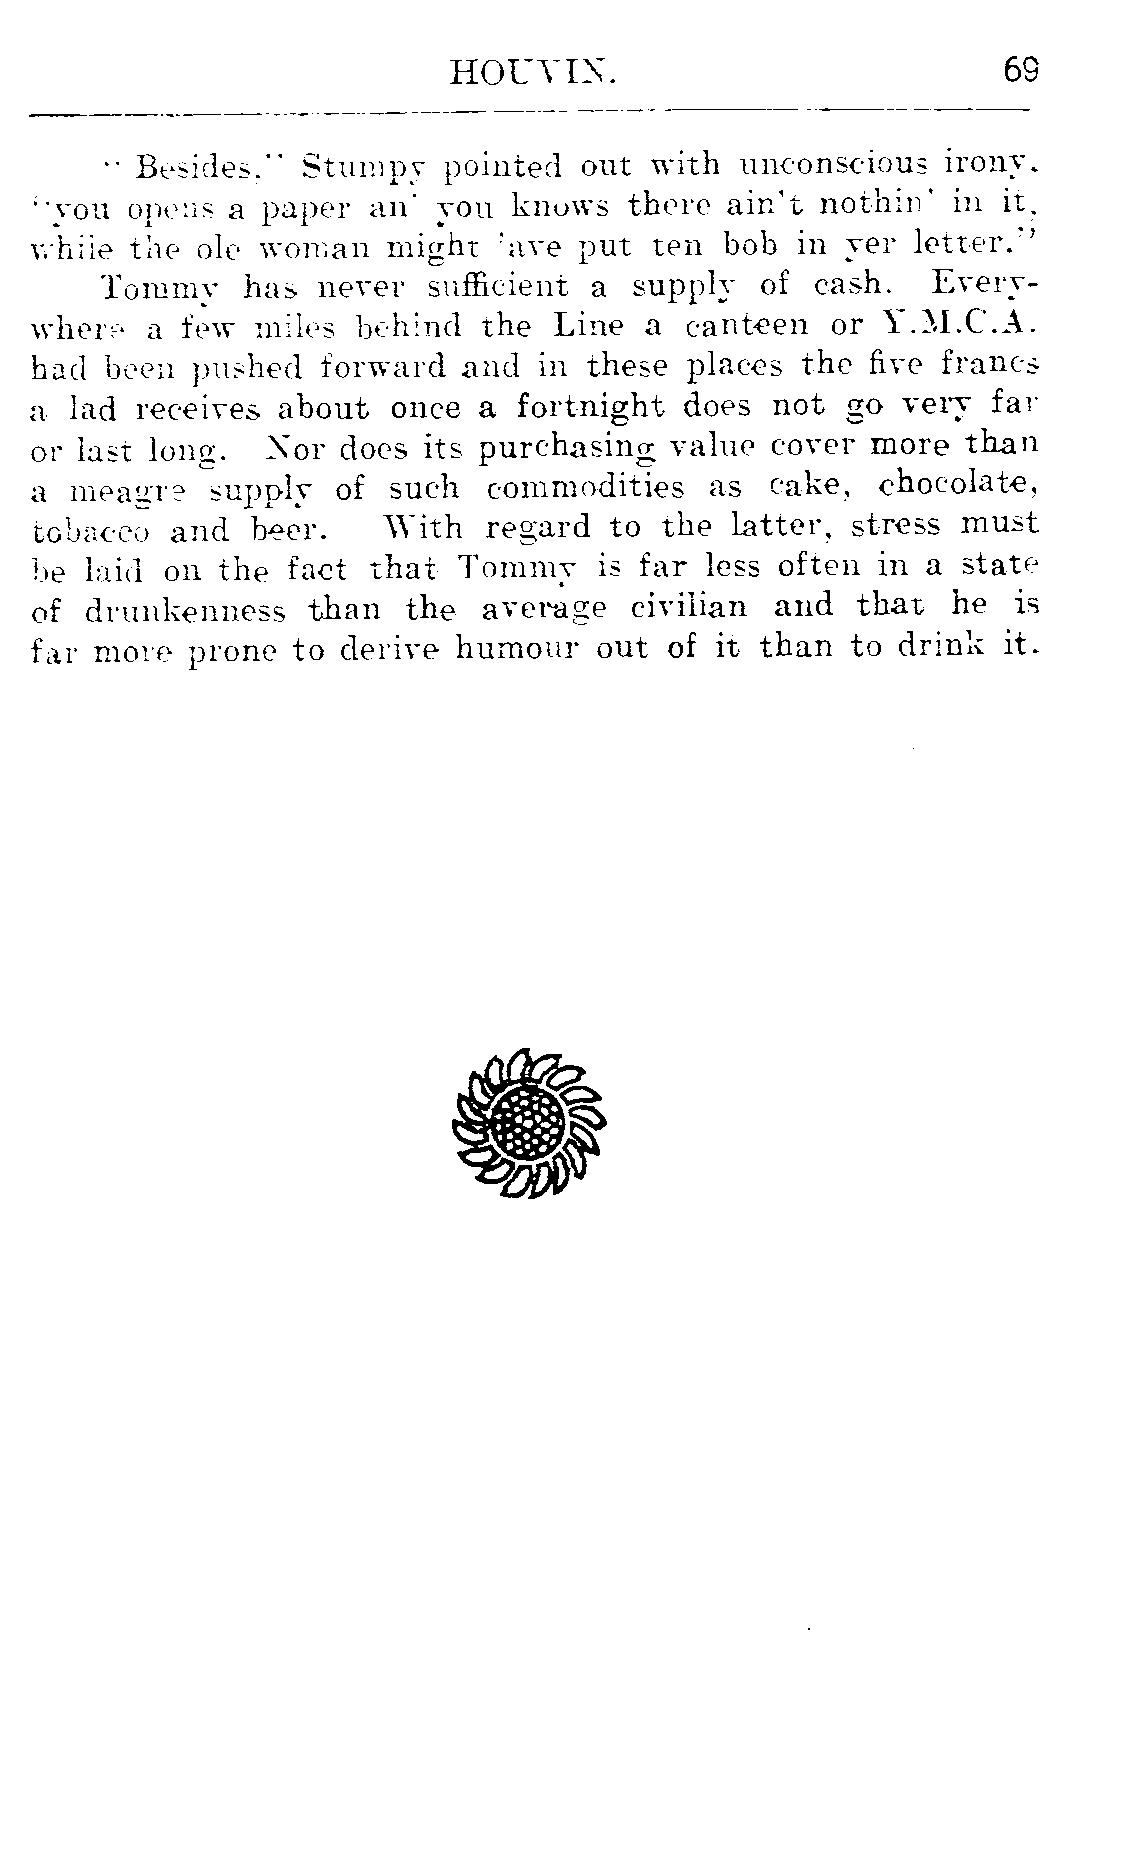 HOUVIN. 69
" Besides," Stumpy pointed out with unconscious irony,
"you opens a paper an' you knows there ain't nothin' in it,
while the ole woman might 'ave put ten bob in yer letter."
Tommy has never sufficient a supply of cash. Every-
where a few miles behind the Line a canteen or Y.M.C.A.
had been pushed forward and in these places the five francs
a lad receives about once a fortnight does not go very far
or last long. Nor does its purchasing value cover more than
a meagre supply of such commodities as cake, chocolate,
tobacco and beer. With regard to the latter, stress must
be laid on the fact that Tommy is far less often in a state
of drunkenness than the average civilian and that he is
far more prone to derive humour out of it than to drink it.